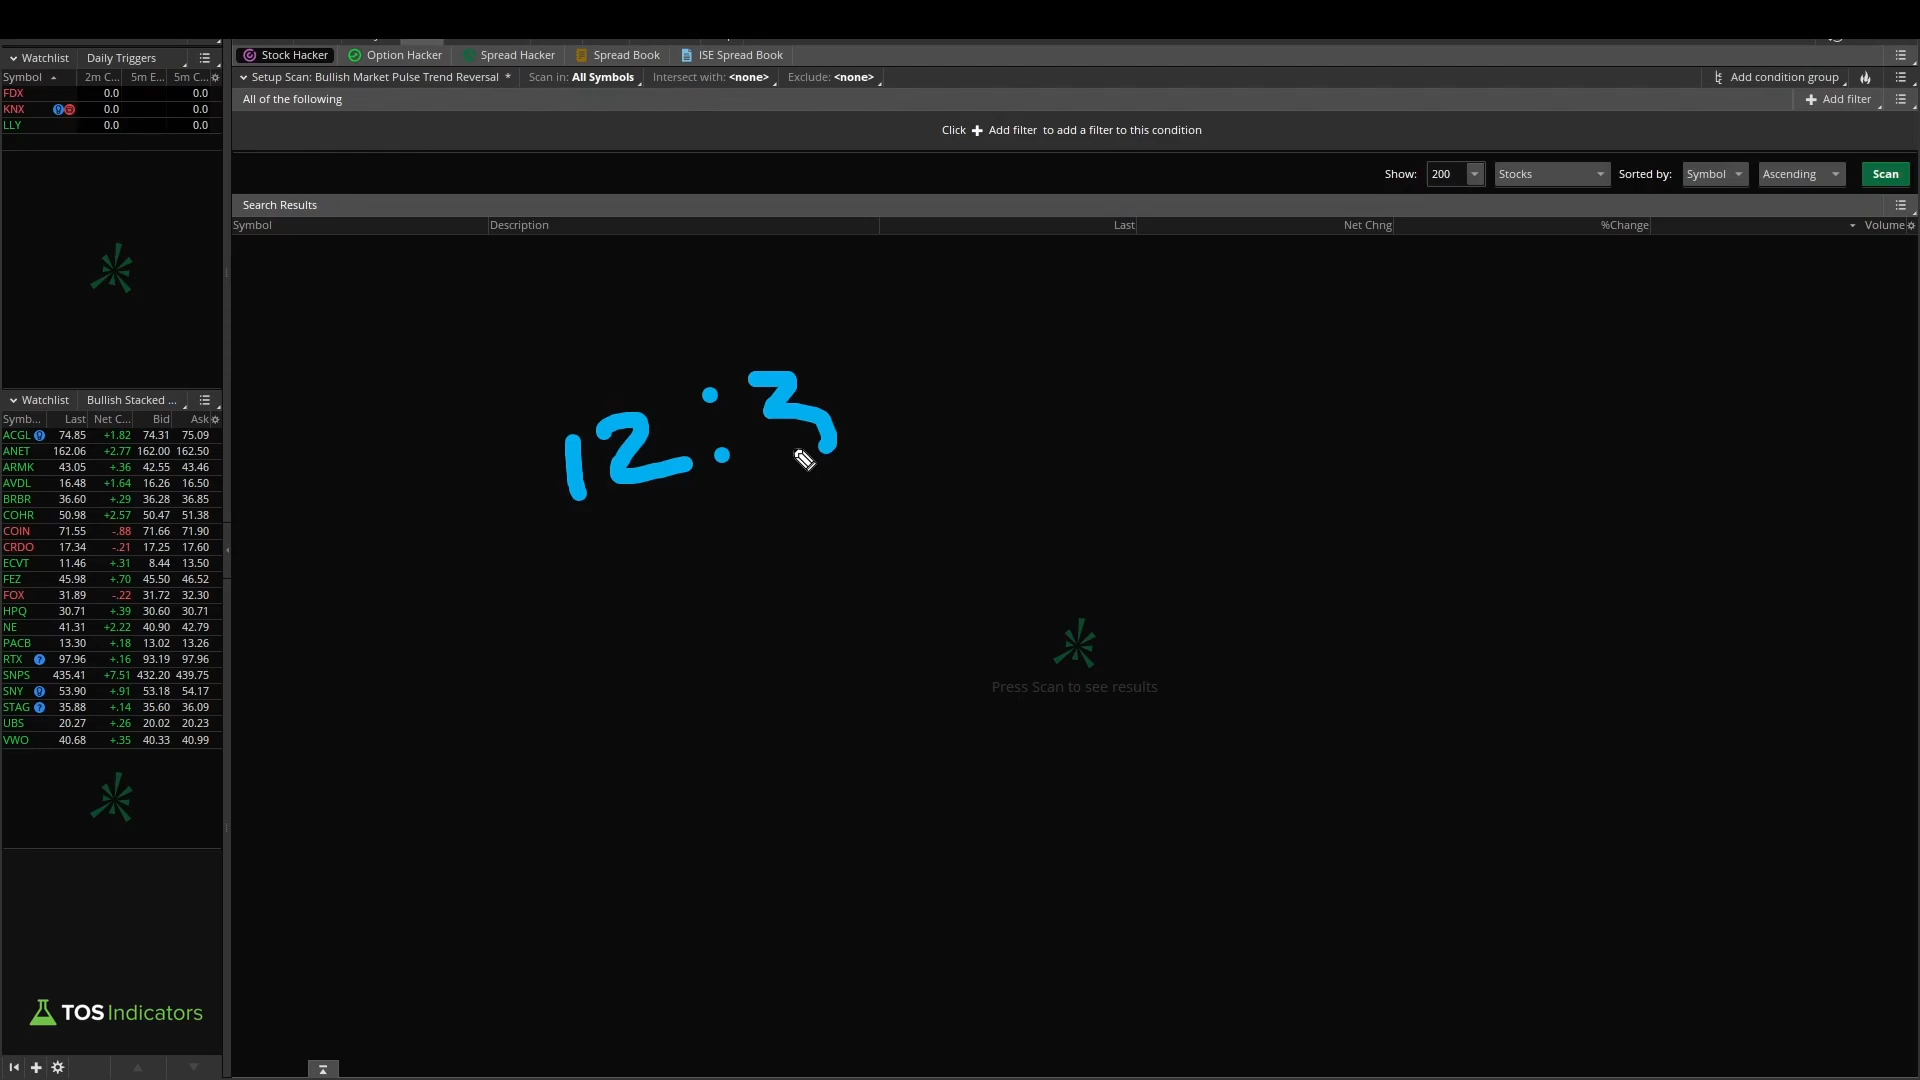 Watchlist Daily Triggers
Symbol 2m C... 5m E... 5m C...
FDX 0.0 0.0
KNX 0.0 0.0
LLY 0.0 0.0
Watchlist Bullish Stacked ...
Symb... Last Net C... Bid Ask
ACGL 74.85 +1.82 74.31 75.09
ANET 162.06 +2.77 162.00 162.50
ARMK 43.05 +.36 42.55 43.46
AVDL 16.48 +1.64 16.26 16.50
BRBR 36.60 +.29 36.28 36.85
COHR 50.98 +2.57 50.47 51.38
COIN 71.55 -.88 71.66 71.90
CRDO 17.34 -.21 17.25 17.60
ECVT 11.46 +.31 8.44 13.50
FEZ 45.98 +.70 45.50 46.52
FOX 31.89 -.22 31.72 32.30
HPQ 30.71 +.39 30.60 30.71
NE 41.31 +2.22 40.90 42.79
PACB 13.30 +.18 13.02 13.26
RTX 97.96 +.16 93.19 97.96
SNPS 435.41 +7.51 432.20 439.75
SNY 53.90 +.91 53.18 54.17
STAG 35.88 +.14 35.60 36.09
UBS 20.27 +.26 20.02 20.23
VWO 40.68 +.35 40.33 40.99
TOS Indicators
Stock Hacker Option Hacker Spread Hacker Spread Book ISE Spread Book
Setup Scan: Bullish Market Pulse Trend Reversal * Scan in: All Symbols Intersect with: <none> Exclude: <none> Add condition group
All of the following Add filter
Click + Add filter to add a filter to this condition
Show: 200 Stocks Sorted by: Symbol Ascending Scan
Search Results
Symbol Description Last Net Chng %Change Volume
12:3
Press Scan to see results